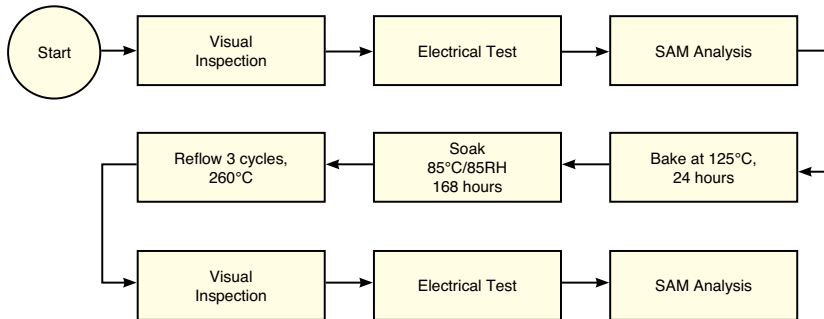 Start
Visual
Inspection
Electrical Test
SAM Analysis
Reflow 3 cycles,
260°C
Soak
85°C/85RH
168 hours
Bake at 125°C,
24 hours
Visual
Inspection
Electrical Test
SAM Analysis